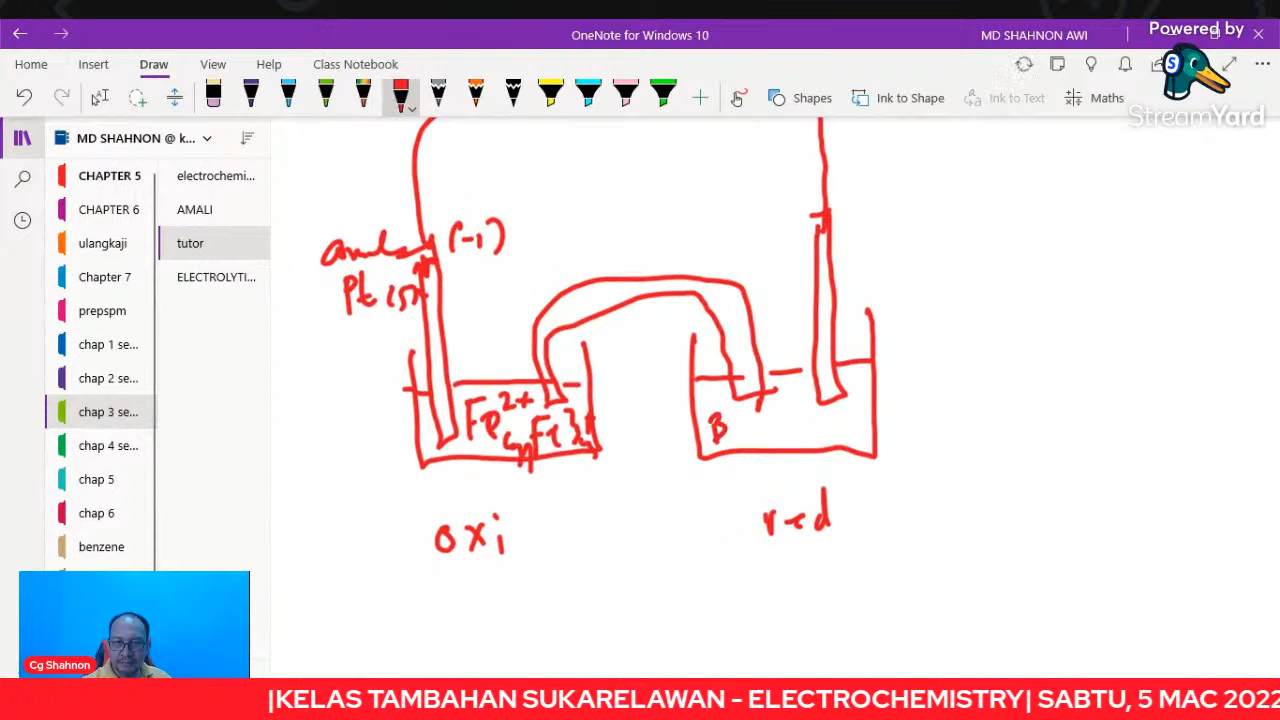 OneNote for Windows 10
MD SHAHNON AWI
Powered by
StreamYard
Home Insert Draw View Help Class Notebook
Shapes Ink to Shape Ink to Text Maths
MD SHAHNON @ k...
CHAPTER 5
CHAPTER 6
ulangkaji
Chapter 7
prepspm
chap 1 se...
chap 2 se...
chap 3 se...
chap 4 se...
chap 5
chap 6
benzene
electrochemi...
AMALI
tutor
ELECTROLYTI...
(-1)
Pt (s)
Fe2+
B
oxi
red
Cg Shahnon
|KELAS TAMBAHAN SUKARELAWAN - ELECTROCHEMISTRY| SABTU, 5 MAC 2022